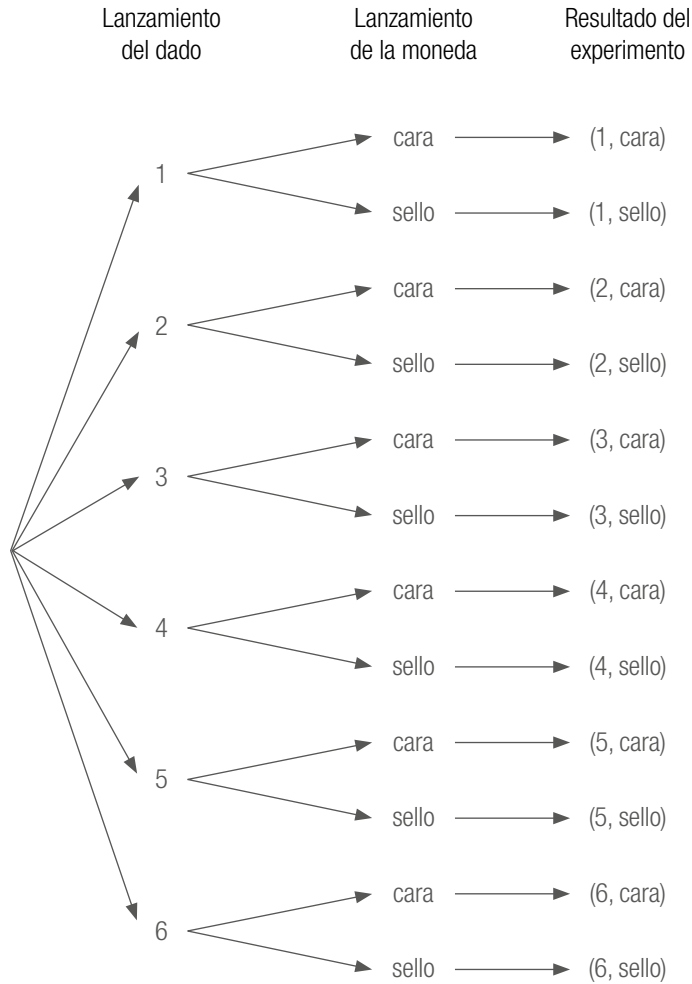 Lanzamiento
del dado
Lanzamiento
de la moneda
Resultado del
experimento
1
cara
(1, cara)
sello
(1, sello)
2
cara
(2, cara)
sello
(2, sello)
3
cara
(3, cara)
sello
(3, sello)
4
cara
(4, cara)
sello
(4, sello)
5
cara
(5, cara)
sello
(5, sello)
6
cara
(6, cara)
sello
(6, sello)